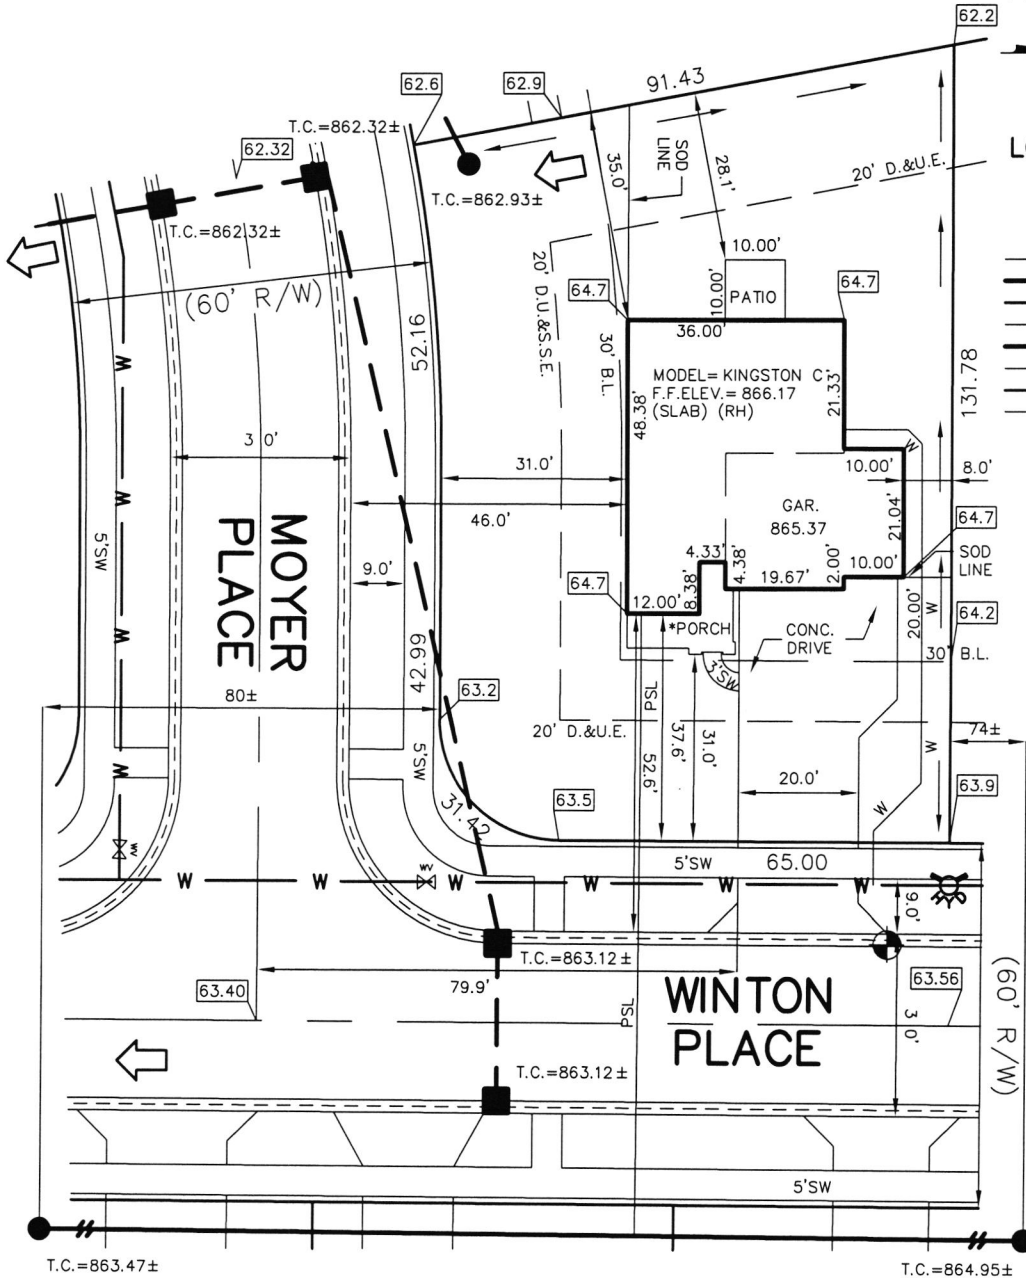 62.2
62.6
62.9
91.43
T.C.=862.32±
62.32
SOD
LINE
35.0'
28.1'
20' D.&U.E.
T.C.=862.93±
T.C.=862.32±
(60' R/W)
52.16
20' D.U.&S.S.E.
30' B.L.
64.7
10.00'
10.00'
PATIO
64.7
36.00'
MODEL= KINGSTON C
F.F.ELEV.= 866.17
(SLAB) (RH)
21.33'
48.38'
131.78
W
3 0'
31.0'
10.00'
8.0'
W
W
46.0'
GAR.
865.37
21.04'
64.7
5'SW
MOYER
PLACE
9.0'
4.33'
4.38'
19.67'
2.00'
10.00'
SOD
LINE
64.7
12.00'
8.38'
20.00'
W
64.2
W
*PORCH
CONC.
DRIVE
30' B.L.
42.99
3'SW
80±
63.2
PSL
20' D.&U.E.
37.6'
31.0'
52.6'
74±
W
W
5'SW
20.0'
31.42
63.5
63.9
W
WV
5'SW
65.00
W
W
WV
W
W
W
W
9.0'
T.C.=863.12±
79.9'
63.40
WINTON
PLACE
63.56
PSL
3 .0'
(60' R/W)
T.C.=863.12±
5'SW
T.C.=863.47±
T.C.=864.95±